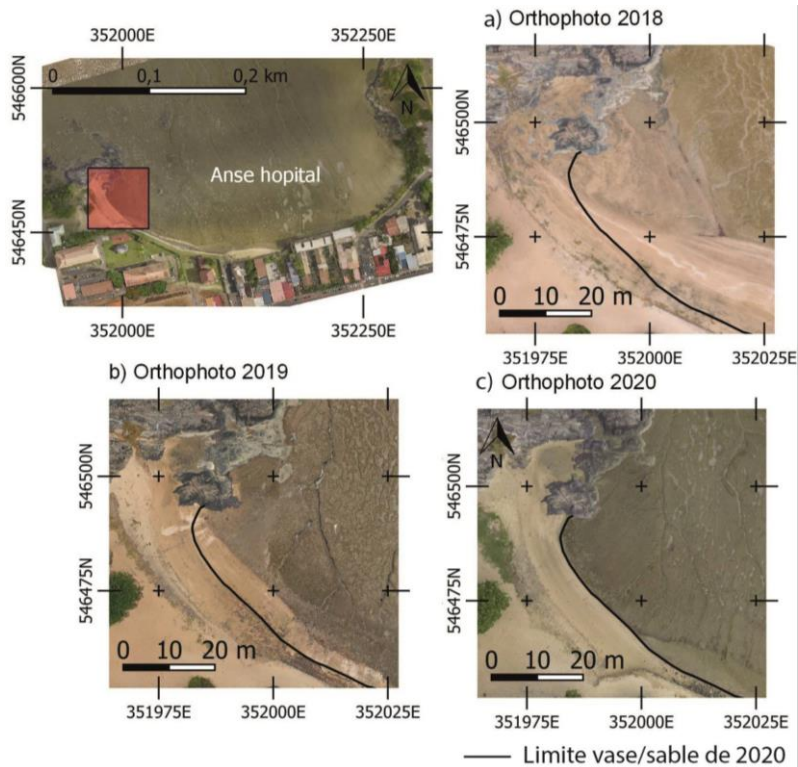 a) Orthophoto 2018
352000E 352250E
546600N
0 0,1 0,2 km
N
Anse hopital
546450N
352000E 352250E
546500N
546475N
0 10 20 m
351975E 352000E 352025E
b) Orthophoto 2019
546500N
546475N
0 10 20 m
351975E 352000E 352025E
c) Orthophoto 2020
N
546500N
546475N
0 10 20 m
351975E 352000E 352025E
Limite vase/sable de 2020